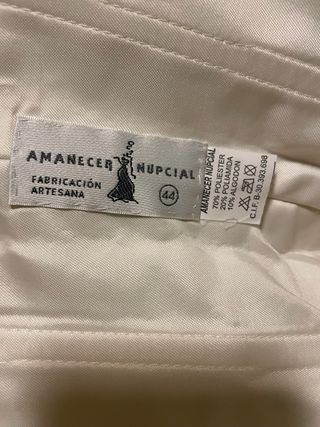 AMANECER NUPCIAL
FABRICACIÓN
ARTESANA
44
AMANECER NUPCIAL
70% POLIESTER
20% POLIAMIDA
10% ALGODON
C.I.F. B-30.393.698